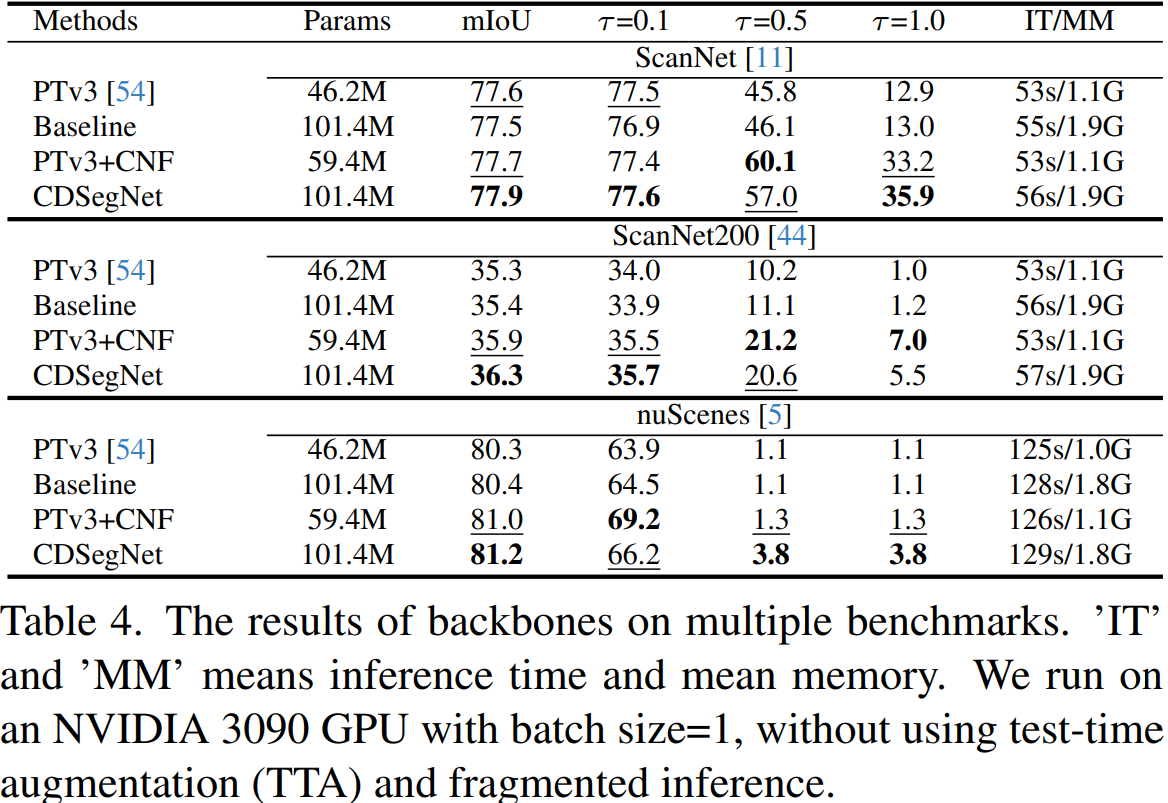 Methods Params mIoU τ=0.1 τ=0.5 τ=1.0 IT/MM
ScanNet [11]
PTv3 [54] 46.2M 77.6 77.5 45.8 12.9 53s/1.1G
Baseline 101.4M 77.5 76.9 46.1 13.0 55s/1.9G
PTv3+CNF 59.4M 77.7 77.4 60.1 33.2 53s/1.1G
CDSegNet 101.4M 77.9 77.6 57.0 35.9 56s/1.9G
ScanNet200 [44]
PTv3 [54] 46.2M 35.3 34.0 10.2 1.0 53s/1.1G
Baseline 101.4M 35.4 33.9 11.1 1.2 56s/1.9G
PTv3+CNF 59.4M 35.9 35.5 21.2 7.0 53s/1.1G
CDSegNet 101.4M 36.3 35.7 20.6 5.5 57s/1.9G
nuScenes [5]
PTv3 [54] 46.2M 80.3 63.9 1.1 1.1 125s/1.0G
Baseline 101.4M 80.4 64.5 1.1 1.1 128s/1.8G
PTv3+CNF 59.4M 81.0 69.2 1.3 1.3 126s/1.1G
CDSegNet 101.4M 81.2 66.2 3.8 3.8 129s/1.8G
Table 4. The results of backbones on multiple benchmarks. ’IT’
and ’MM’ means inference time and mean memory. We run on
an NVIDIA 3090 GPU with batch size=1, without using test-time
augmentation (TTA) and fragmented inference.